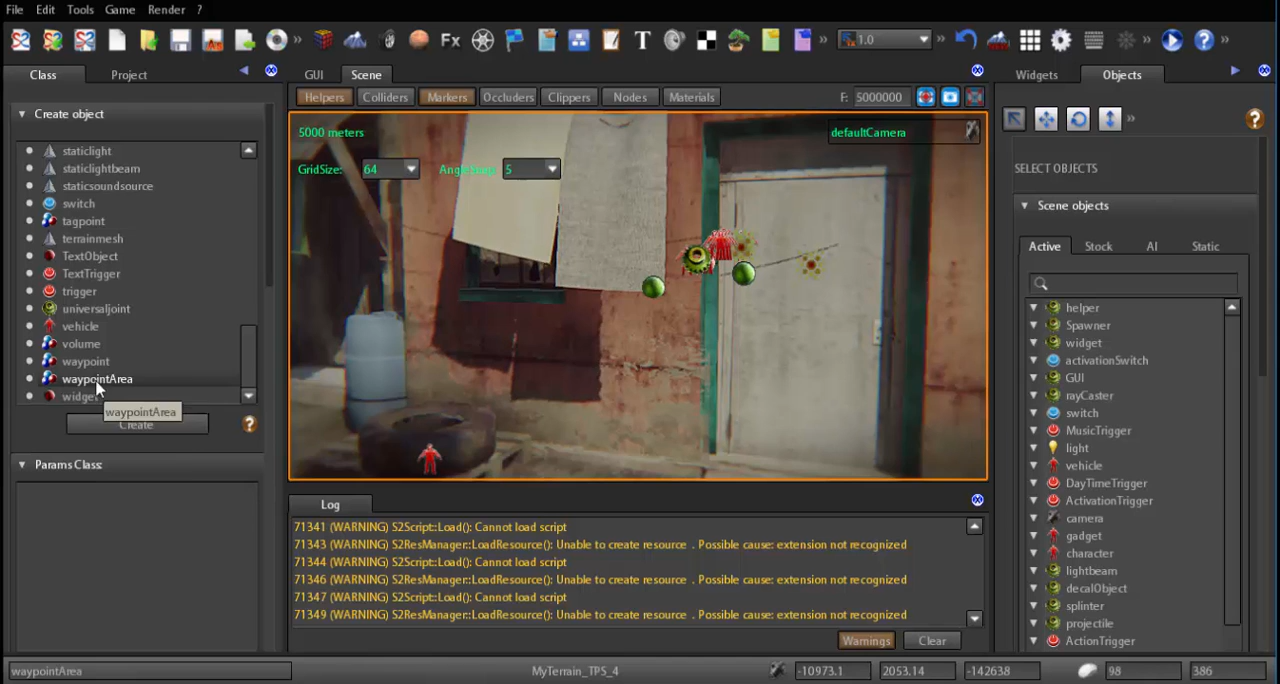 File Edit Tools Game Render ?
Fx T 1.0
Class Project
GUI Scene
Widgets Objects
Create object
staticlight
staticlightbeam
staticsoundsource
switch
tagpoint
terrainmesh
TextObject
TextTrigger
trigger
universaljoint
vehicle
volume
waypoint
waypointArea
widget
waypointArea
Create
Params Class:
Helpers Colliders Markers Occluders Clippers Nodes Materials F: 5000000
5000 meters
defaultCamera
GridSize: 64
5
Log
71341 (WARNING) S2Script::Load(): Cannot load script
71343 (WARNING) S2ResManager::LoadResource(): Unable to create resource . Possible cause: extension not recognized
71344 (WARNING) S2Script::Load(): Cannot load script
71346 (WARNING) S2ResManager::LoadResource(): Unable to create resource . Possible cause: extension not recognized
71347 (WARNING) S2Script::Load(): Cannot load script
71349 (WARNING) S2ResManager::LoadResource(): Unable to create resource . Possible cause: extension not recognized
Warnings Clear
SELECT OBJECTS
Scene objects
Active Stock AI Static
helper
Spawner
widget
activationSwitch
GUI
rayCaster
switch
MusicTrigger
light
vehicle
DayTimeTrigger
ActivationTrigger
camera
gadget
character
lightbeam
decalObject
splinter
projectile
ActionTrigger
waypointArea
MyTerrain_TPS_4
-10973.1 2053.14 -142638 98 386